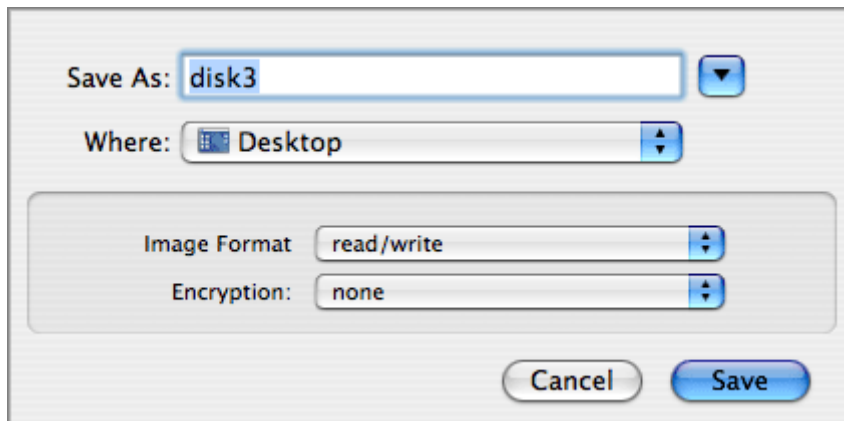 Save As: disk3
Where: Desktop
Image Format read/write
Encryption: none
Cancel Save